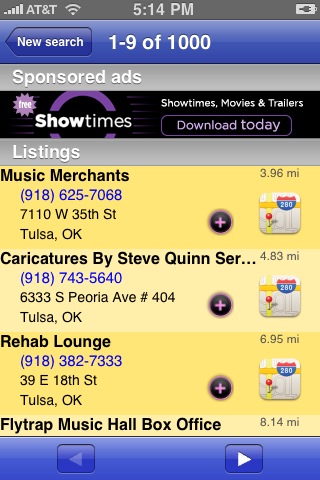 AT&T 5:14 PM
New search 1-9 of 1000
Sponsored ads
free Showtimes
Showtimes, Movies & Trailers
Download today
Listings
Music Merchants 3.96 mi
(918) 625-7068
7110 W 35th St
Tulsa, OK
280
Caricatures By Steve Quinn Ser... 4.83 mi
(918) 743-5640
6333 S Peoria Ave # 404
Tulsa, OK
280
Rehab Lounge 6.95 mi
(918) 382-7333
39 E 18th St
Tulsa, OK
280
Flytrap Music Hall Box Office 8.14 mi